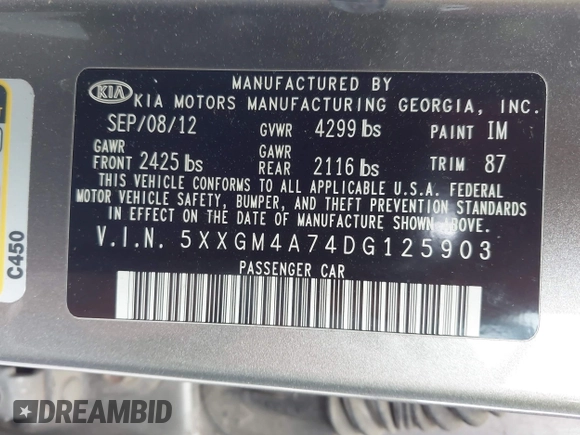 MANUFACTURED BY
KIA KIA MOTORS MANUFACTURING GEORGIA, INC.
SEP/08/12 GVWR 4299 lbs PAINT IM
GAWR FRONT 2425 lbs GAWR REAR 2116 lbs TRIM 87
THIS VEHICLE CONFORMS TO ALL APPLICABLE U.S.A. FEDERAL
MOTOR VEHICLE SAFETY, BUMPER, AND THEFT PREVENTION STANDARDS
IN EFFECT ON THE DATE OF MANUFACTURE SHOWN ABOVE.
V.I.N. 5XXGM4A74DG125903
PASSENGER CAR
C450
DREAMBID